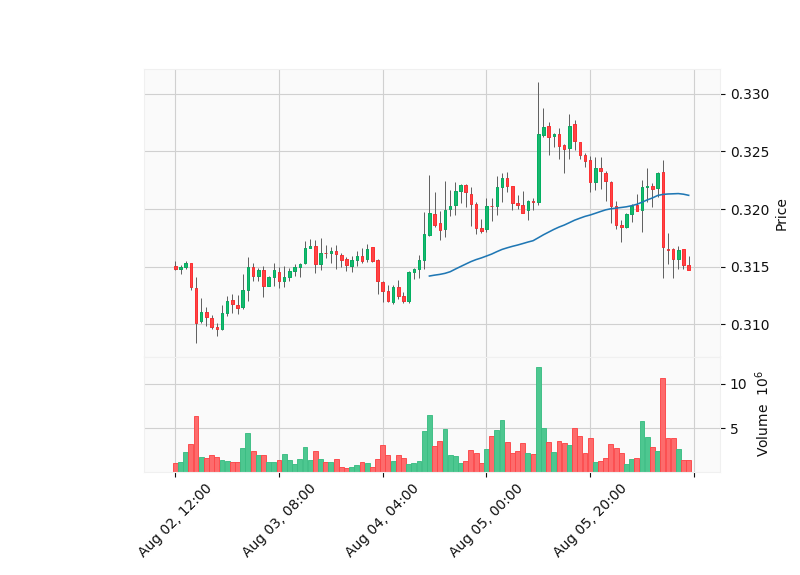 0.330
0.325
0.320
0.315
0.310
Price
10
5
Volume 10^6
Aug 02, 12:00
Aug 03, 08:00
Aug 04, 04:00
Aug 05, 00:00
Aug 05, 20:00